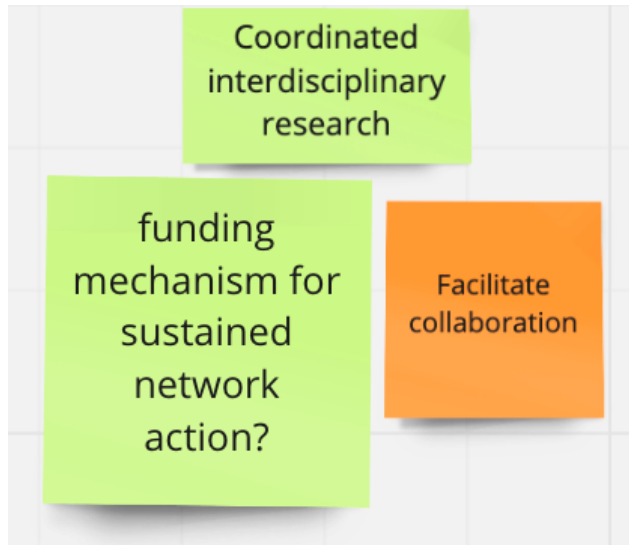 Coordinated
interdisciplinary
research
funding
mechanism for
sustained
network
action?
Facilitate
collaboration